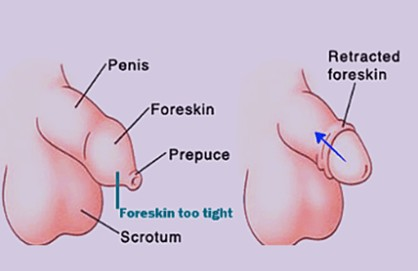 Penis
Foreskin
Prepuce
Foreskin too tight
Scrotum
Retracted
foreskin